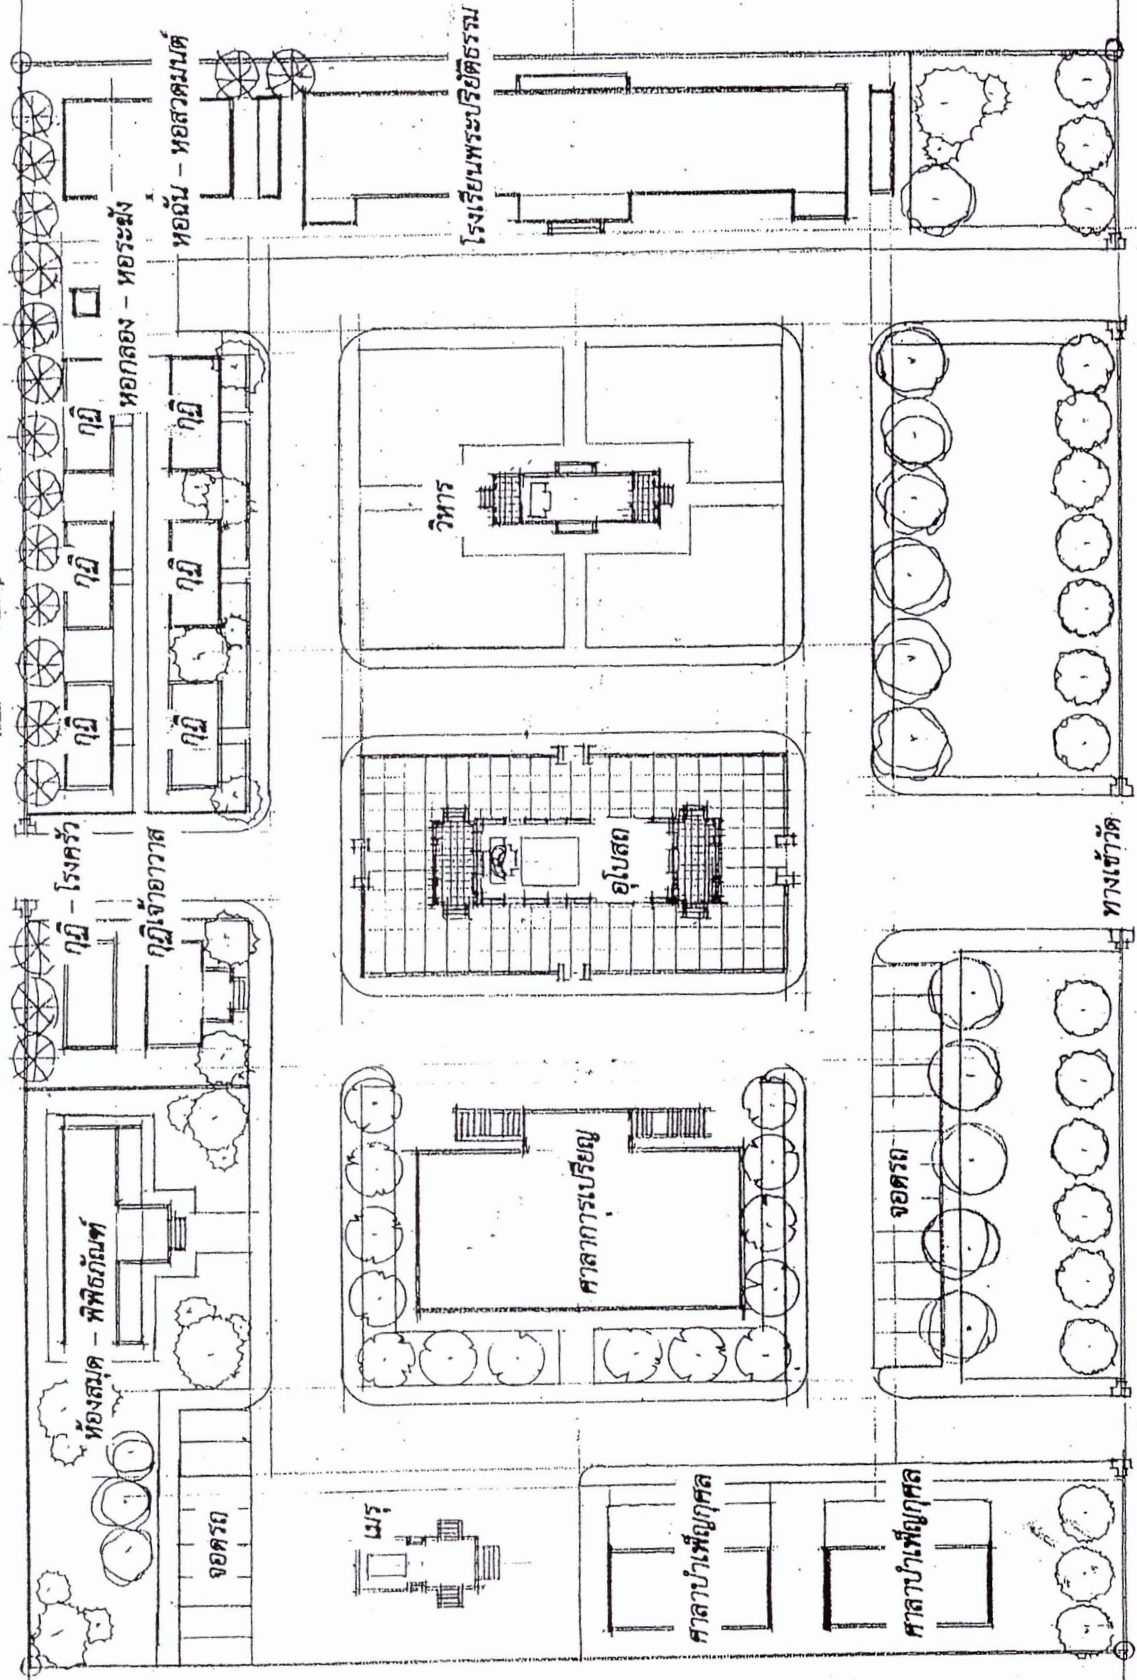 ห้องสมุด - พิพิธภัณฑ์
กุฏิ - โรงครัว
กุฏิเจ้าอาวาส
กุฏิ
กุฏิ
กุฏิ
กุฏิ
กุฏิ
กุฏิ
หอกลอง - หอระฆัง
หอฉัน - หอสวดมนต์
จอดรถ
เมรุ
ศาลาการเปรียญ
อุโบสถ
วิหาร
โรงเรียนพระปริยัติธรรม
ศาลาบำเพ็ญกุศล
ศาลาบำเพ็ญกุศล
จอดรถ
ทางเข้าวัด